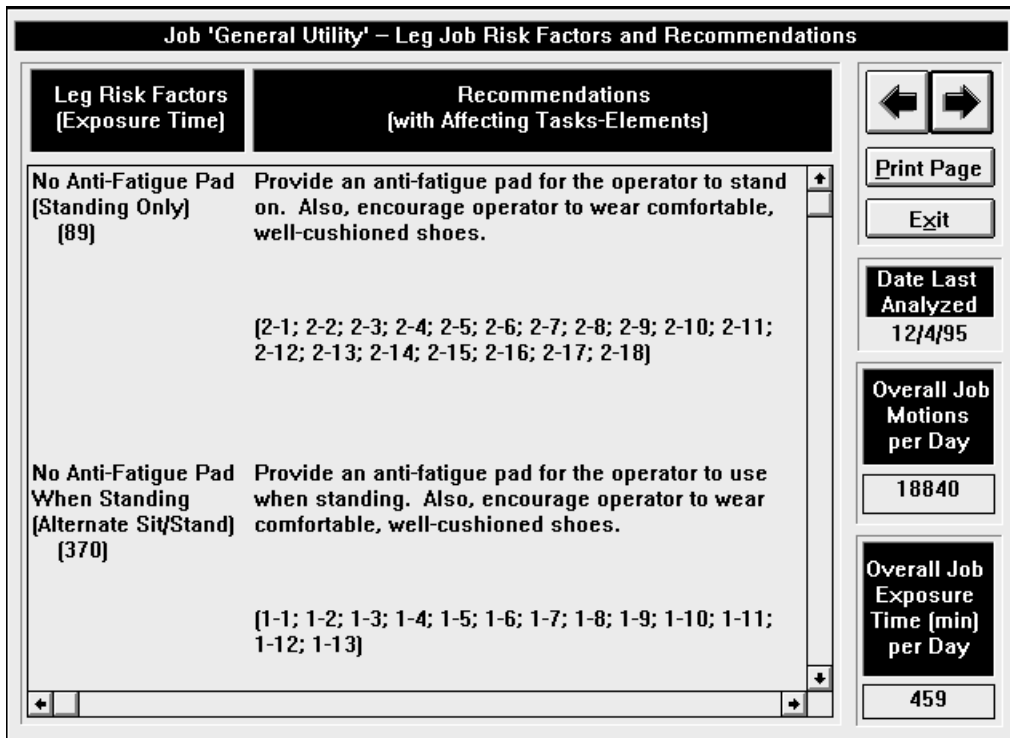 Job 'General Utility' – Leg Job Risk Factors and Recommendations
Leg Risk Factors
(Exposure Time)
Recommendations
(with Affecting Tasks-Elements)
No Anti-Fatigue Pad
(Standing Only)
(89)
Provide an anti-fatigue pad for the operator to stand
on. Also, encourage operator to wear comfortable,
well-cushioned shoes.
(2-1; 2-2; 2-3; 2-4; 2-5; 2-6; 2-7; 2-8; 2-9; 2-10; 2-11;
2-12; 2-13; 2-14; 2-15; 2-16; 2-17; 2-18)
No Anti-Fatigue Pad
When Standing
(Alternate Sit/Stand)
(370)
Provide an anti-fatigue pad for the operator to use
when standing. Also, encourage operator to wear
comfortable, well-cushioned shoes.
(1-1; 1-2; 1-3; 1-4; 1-5; 1-6; 1-7; 1-8; 1-9; 1-10; 1-11;
1-12; 1-13)
Print Page
Exit
Date Last
Analyzed
12/4/95
Overall Job
Motions
per Day
18840
Overall Job
Exposure
Time (min)
per Day
459